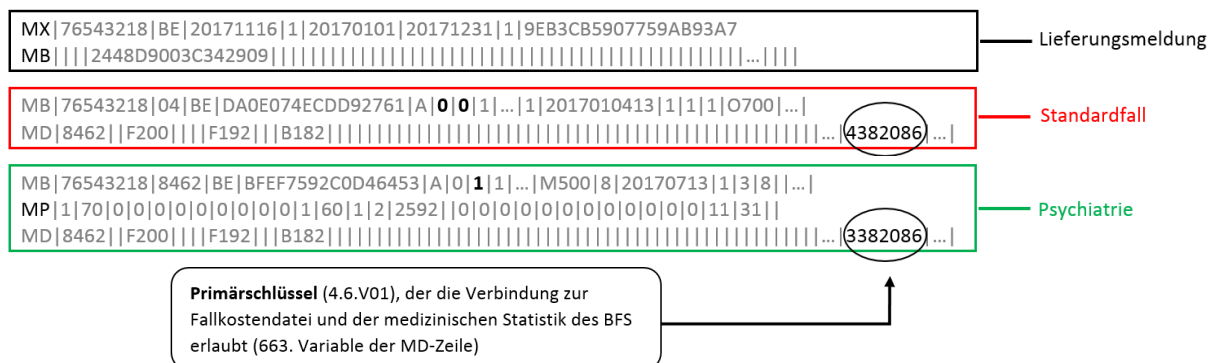 MX|76543218|BE|20171116|1|20170101|20171231|1|9EB3CB5907759AB93A7
MB||||2448D9003C342909||||||||||||||||||||||||||||||||||||||||||||||||...||||
Lieferungsmeldung
MB|76543218|04|BE|DA0E074ECDD92761|A|0|0|1|...|1|2017010413|1|1|1|O700|...|
MD|8462||F200||||F192|||B182||||||||||||||||||||||||||||||||||||||||||||||||||...|4382086|...|
Standardfall
MB|76543218|8462|BE|BFEF7592C0D46453|A|0|1|1|...|M500|8|20170713|1|3|8||...|
MP|1|70|0|0|0|0|0|0|0|0|0|1|60|1|2|2592||0|0|0|0|0|0|0|0|0|0|0|0|11|31||
MD|8462||F200||||F192|||B182||||||||||||||||||||||||||||||||||||||||||||||||||...|3382086|...|
Psychiatrie
Primärschlüssel (4.6.V01), der die Verbindung zur
Fallkostendatei und der medizinischen Statistik des BFS
erlaubt (663. Variable der MD-Zeile)